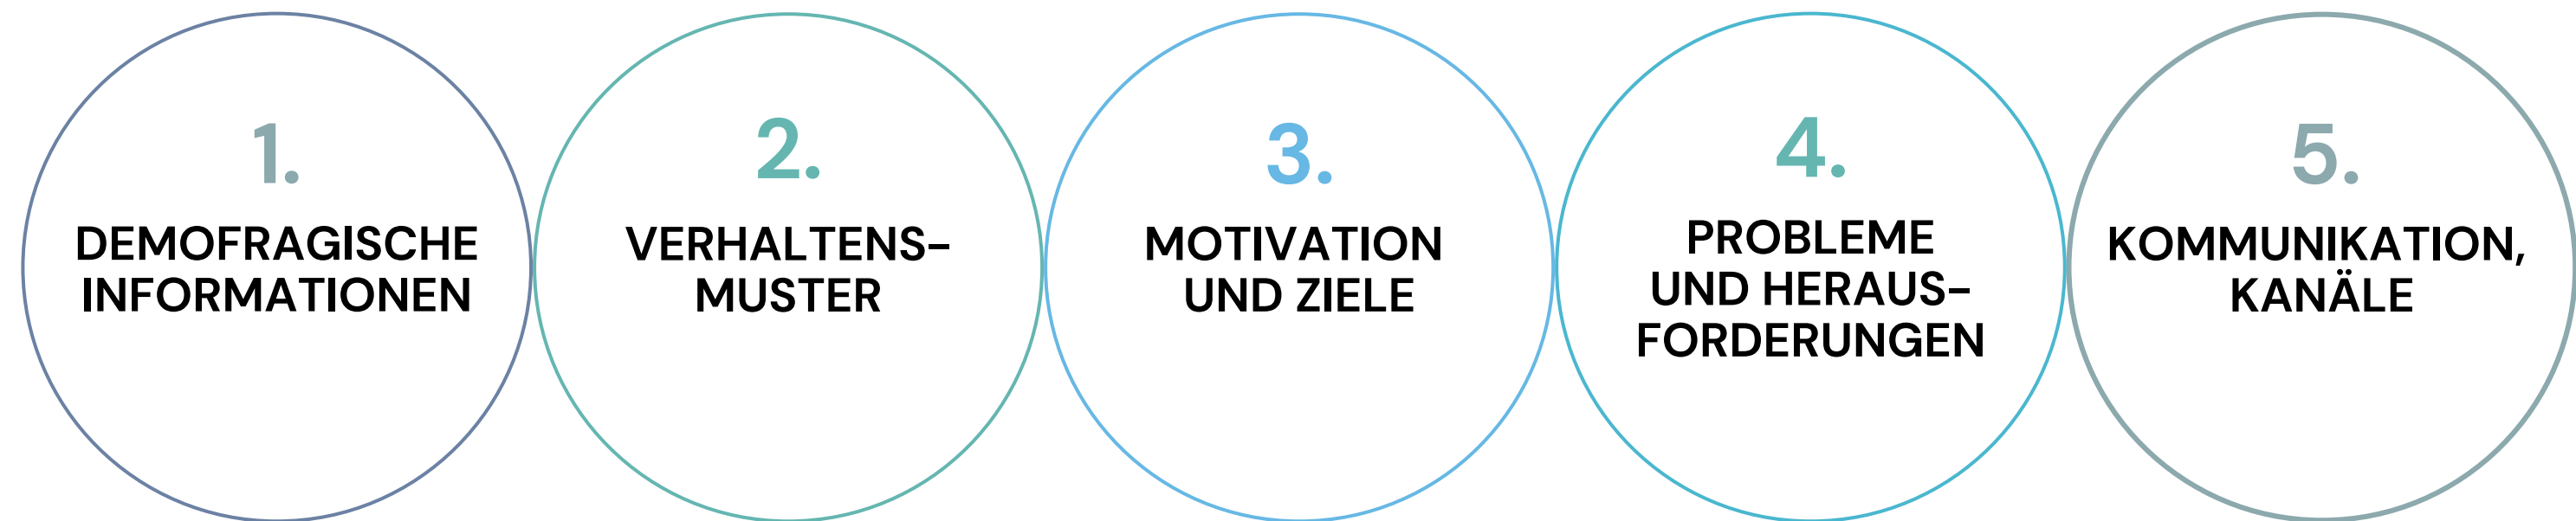 1.
DEMOFRAGISCHE
INFORMATIONEN
2.
VERHALTENS-
MUSTER
3.
MOTIVATION
UND ZIELE
4.
PROBLEME
UND HERAUS-
FORDERUNGEN
5.
KOMMUNIKATION,
KANÄLE